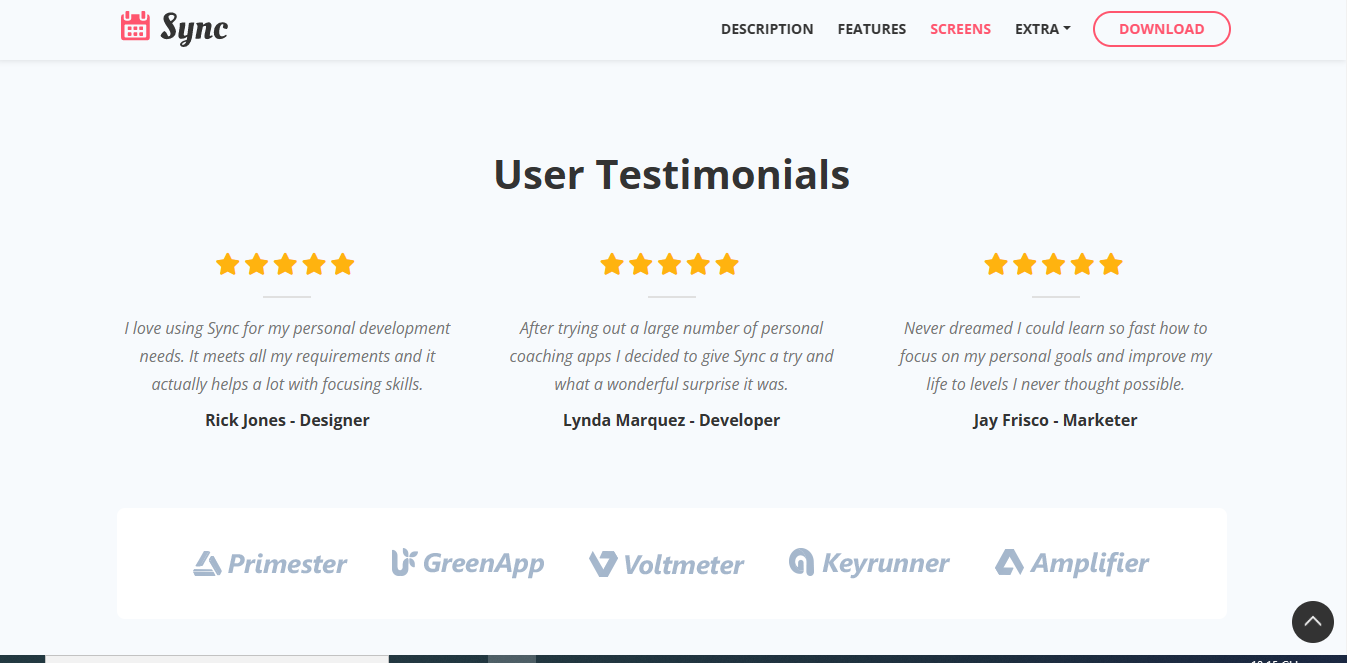 Sync
DESCRIPTION FEATURES SCREENS EXTRA DOWNLOAD
User Testimonials
I love using Sync for my personal development
needs. It meets all my requirements and it
actually helps a lot with focusing skills.
Rick Jones - Designer
After trying out a large number of personal
coaching apps I decided to give Sync a try and
what a wonderful surprise it was.
Lynda Marquez - Developer
Never dreamed I could learn so fast how to
focus on my personal goals and improve my
life to levels I never thought possible.
Jay Frisco - Marketer
Primester GreenApp Voltmeter Keyrunner Amplifier